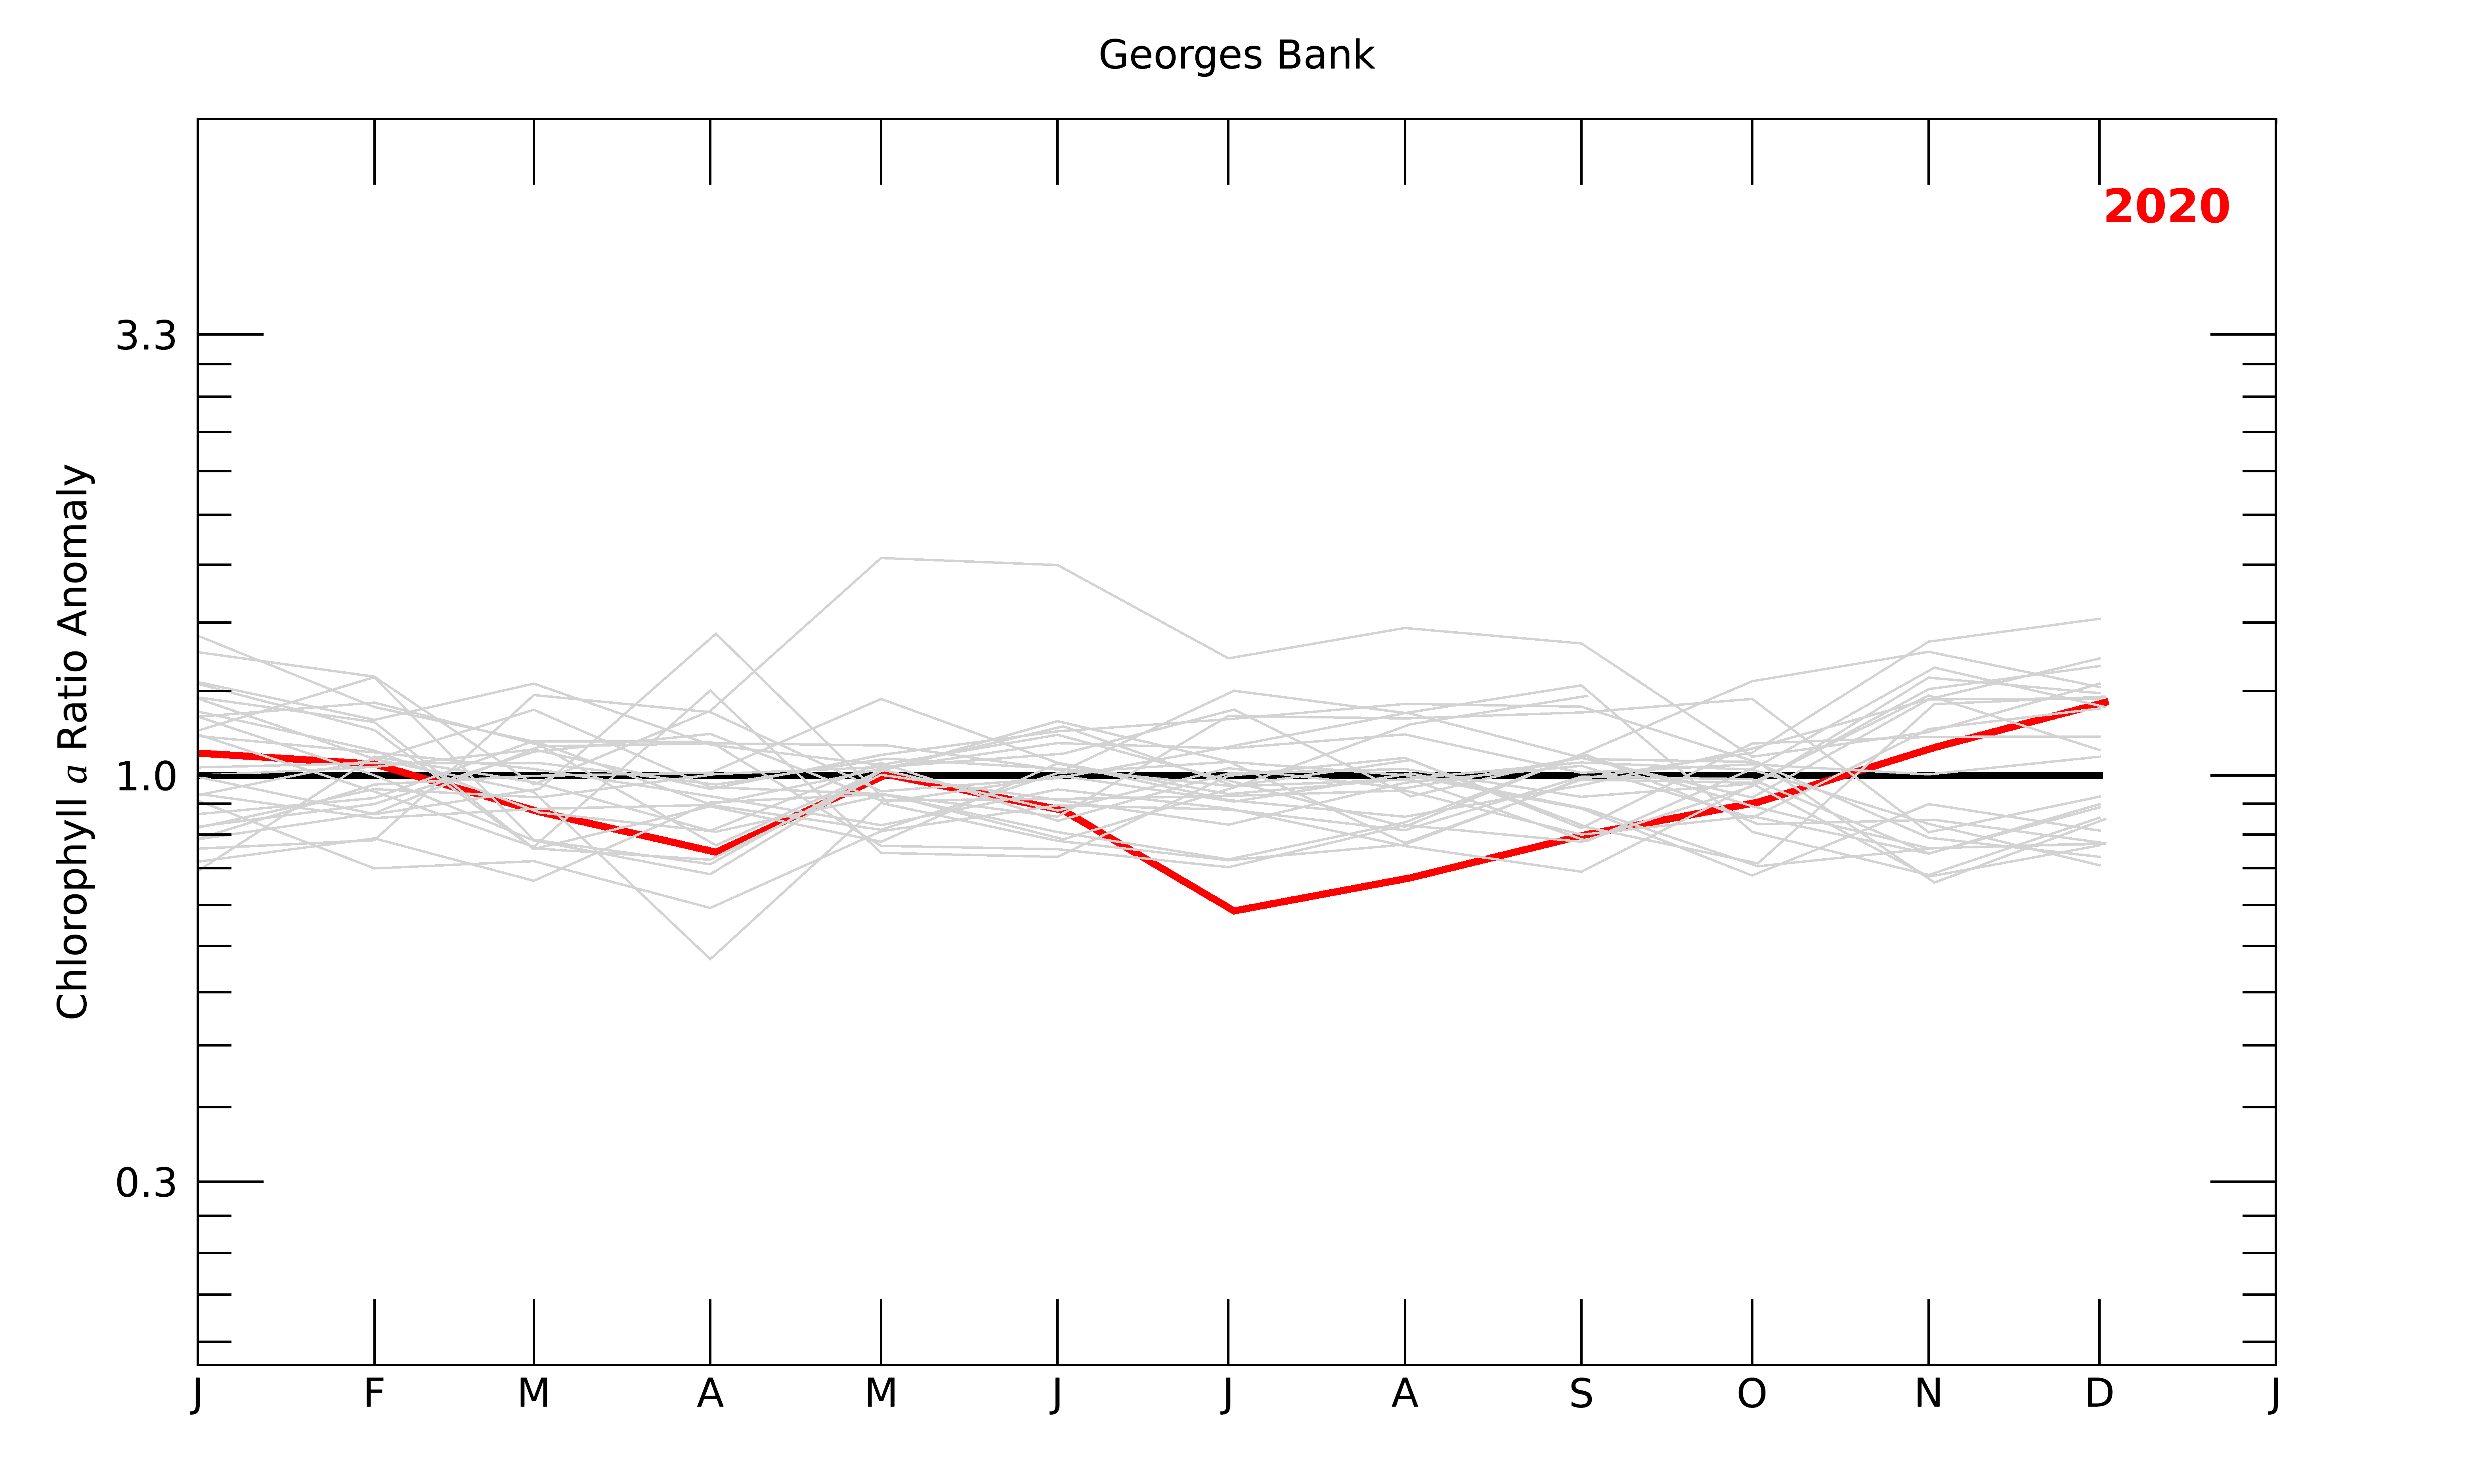 Georges Bank
2020
3.3
1.0
0.3
Chlorophyll a Ratio Anomaly
J F M A M J J A S O N D J